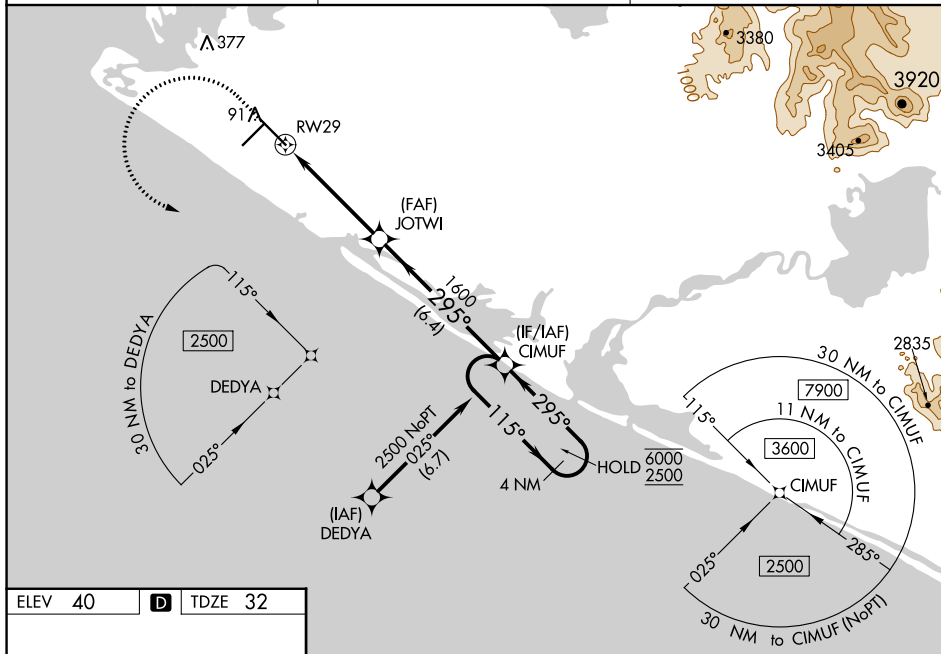 377
3380
1000
3920
3405
91
RW29
(FAF)
JOTWI
1600
295°
(6.4)
(IF/IAF)
CIMUF
115°
2500
DEDYA
025°
30 NM to DEDYA
2500 NoPT
025°
(6.7)
(IAF)
DEDYA
115°
295°
4 NM
HOLD
6000
2500
2835
30 NM to CIMUF
7900
115°
11 NM to CIMUF
3600
CIMUF
025°
285°
2500
30 NM to CIMUF (NoPT)
ELEV 40 D TDZE 32